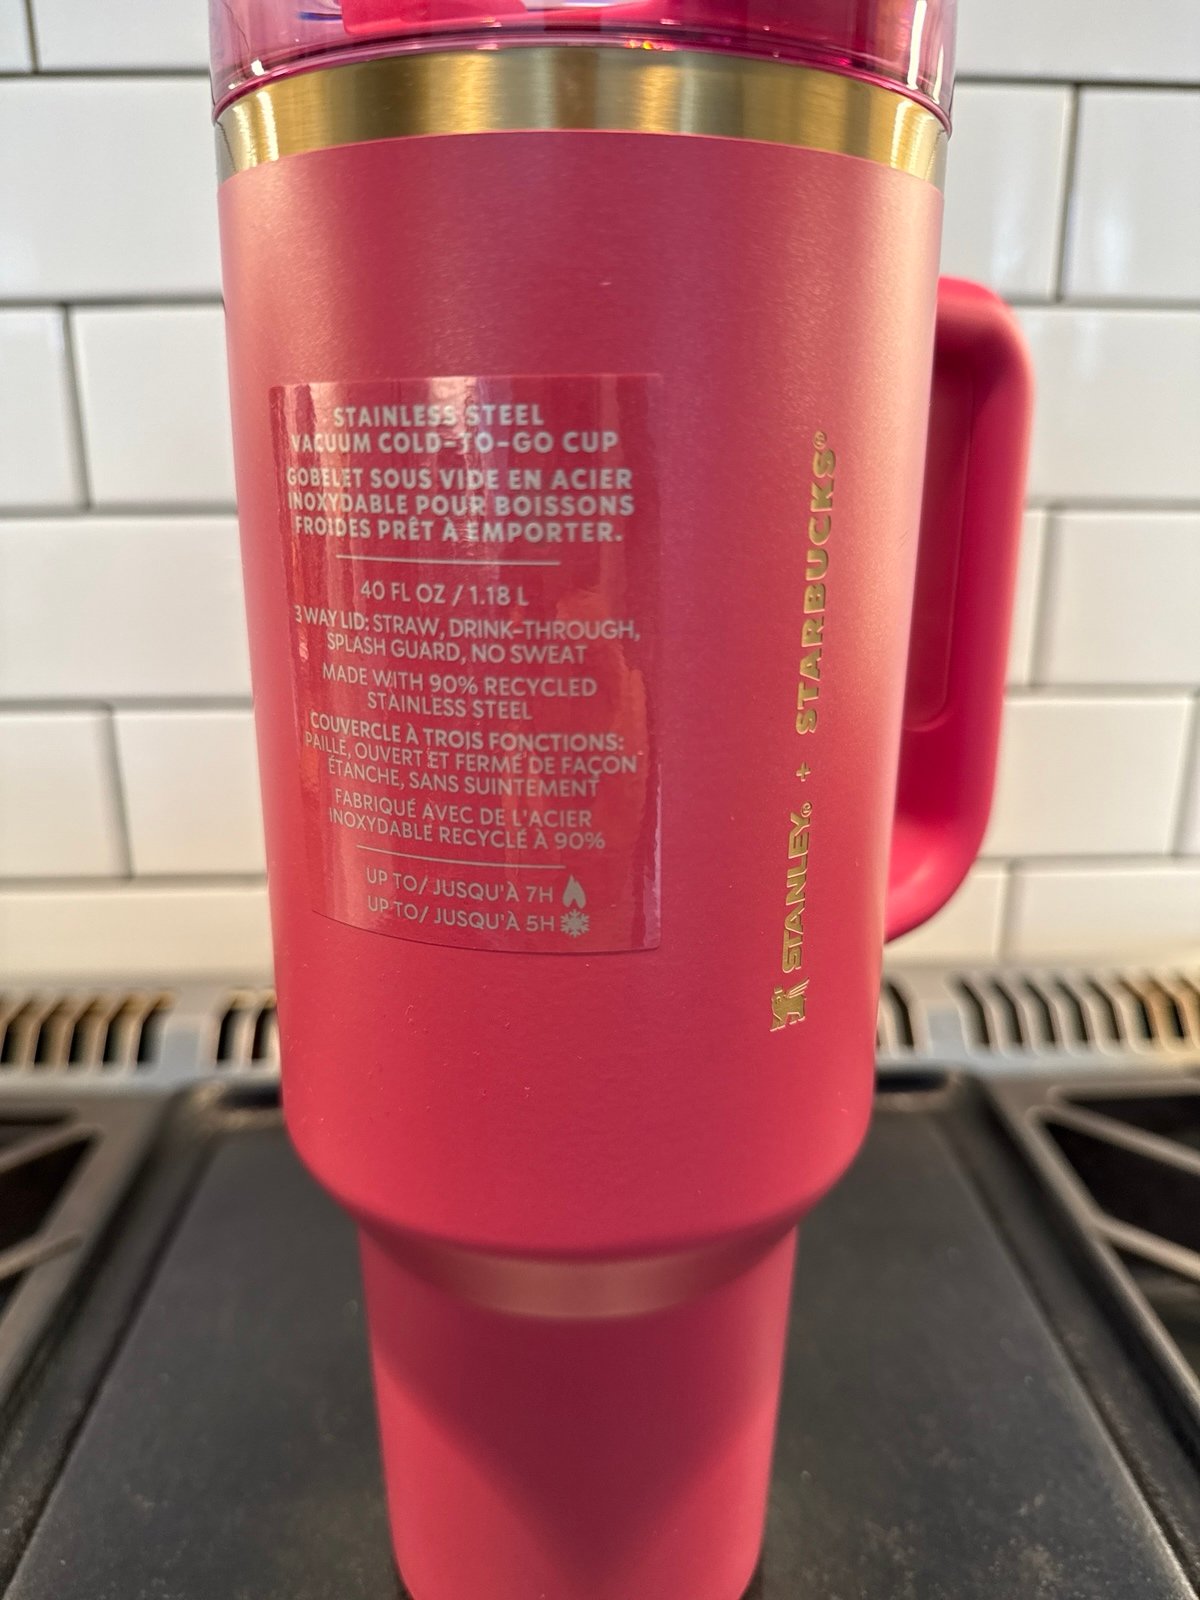 STAINLESS STEEL
VACUUM COLD-TO-GO CUP
GOBELET SOUS VIDE EN ACIER
INOXYDABLE POUR BOISSONS
FROIDES PRÊT À EMPORTER.
40 FL OZ / 1.18 L
3 WAY LID: STRAW, DRINK-THROUGH,
SPLASH GUARD, NO SWEAT
MADE WITH 90% RECYCLED
STAINLESS STEEL
COUVERCLE À TROIS FONCTIONS:
PAILLE, OUVERT ET FERMÉ DE FAÇON
ÉTANCHE, SANS SUINTEMENT
FABRIQUÉ AVEC DE L'ACIER
INOXYDABLE RECYCLÉ À 90%
UP TO/ JUSQU'À 7H
UP TO/ JUSQU'À 5H
STANLEY® + STARBUCKS®